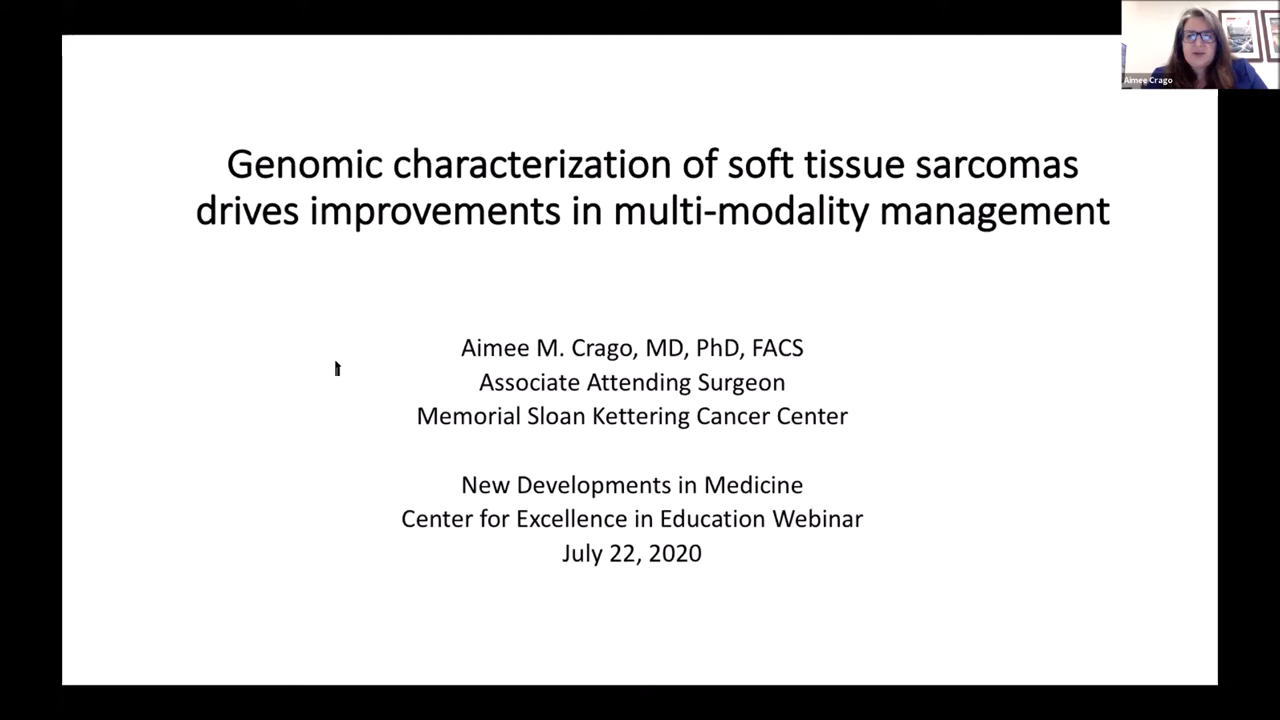 Aimee Crago
Genomic characterization of soft tissue sarcomas
drives improvements in multi-modality management
Aimee M. Crago, MD, PhD, FACS
Associate Attending Surgeon
Memorial Sloan Kettering Cancer Center
New Developments in Medicine
Center for Excellence in Education Webinar
July 22, 2020